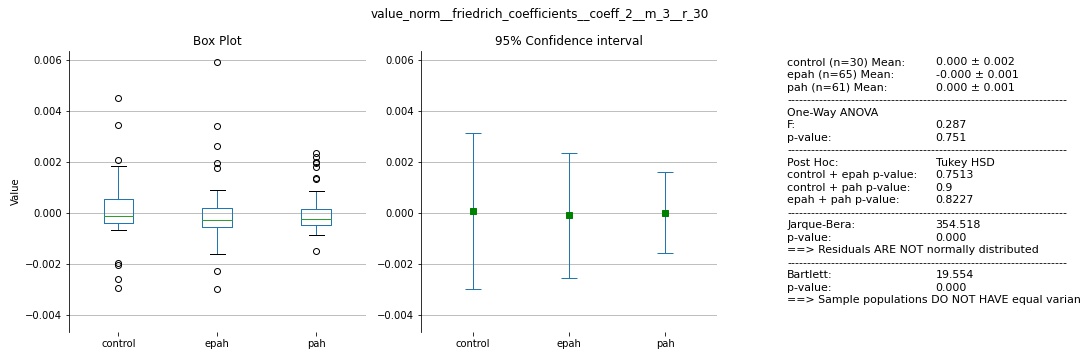 value_norm__friedrich_coefficients__coeff_2__m_3__r_30
Box Plot
Value
0.006
0.004
0.002
0.000
−0.002
−0.004
control epah pah
95% Confidence interval
0.006
0.004
0.002
0.000
−0.002
−0.004
control epah pah
control (n=30) Mean: 0.000 ± 0.002
epah (n=65) Mean: -0.000 ± 0.001
pah (n=61) Mean: 0.000 ± 0.001
One-Way ANOVA
F: 0.287
p-value: 0.751
Post Hoc: Tukey HSD
control + epah p-value: 0.7513
control + pah p-value: 0.9
epah + pah p-value: 0.8227
Jarque-Bera: 354.518
p-value: 0.000
==> Residuals ARE NOT normally distributed
Bartlett: 19.554
p-value: 0.000
==> Sample populations DO NOT HAVE equal varian